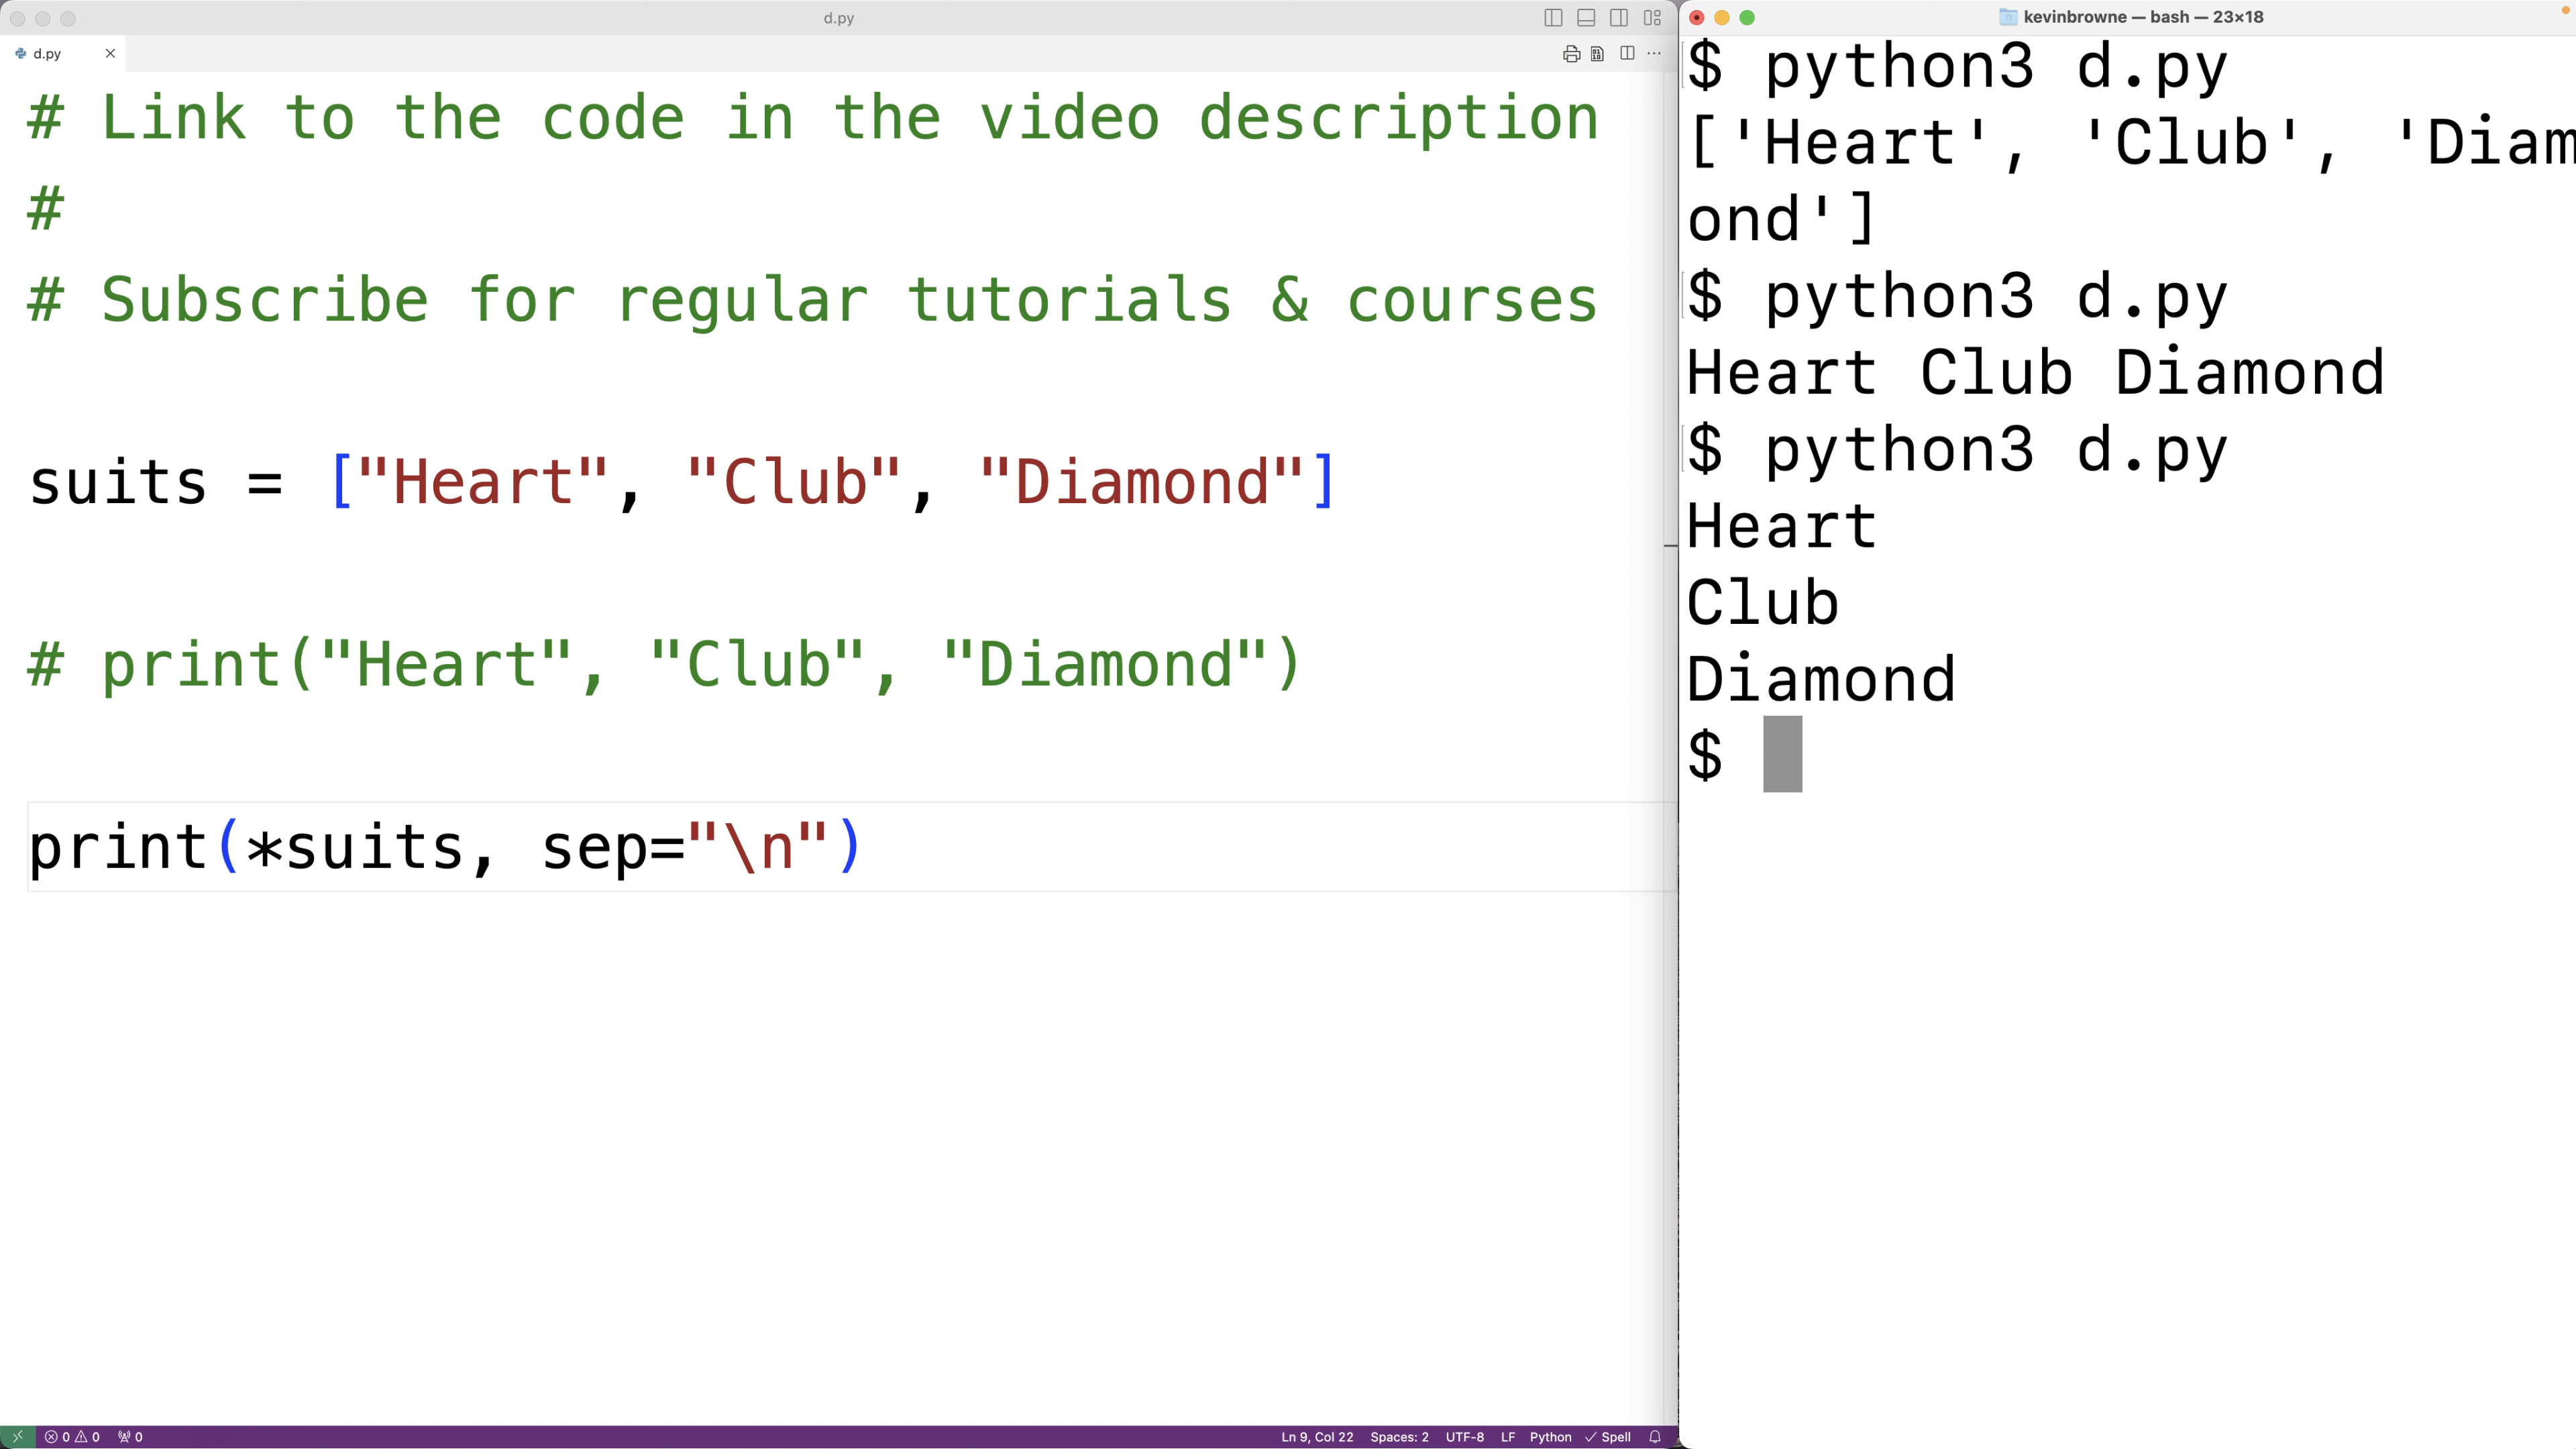 d.py
d.py
# Link to the code in the video description
#
# Subscribe for regular tutorials & courses
suits = ["Heart", "Club", "Diamond"]
# print("Heart", "Club", "Diamond")
print(*suits, sep="\n")
0 0 0
Ln 9, Col 22 Spaces: 2 UTF-8 LF Python Spell
kevinbrowne — bash — 23×18
$ python3 d.py
['Heart', 'Club', 'Diam
ond']
$ python3 d.py
Heart Club Diamond
$ python3 d.py
Heart
Club
Diamond
$